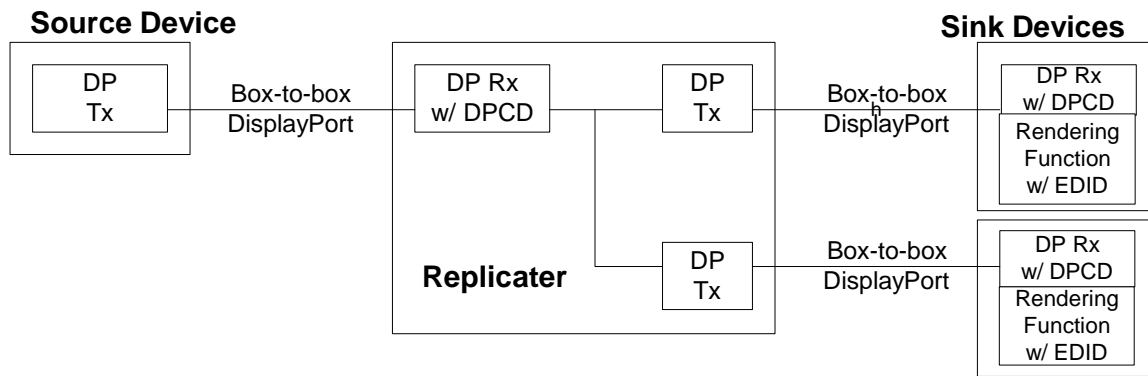 Source Device
DP
Tx
Box-to-box
DisplayPort
DP Rx
w/ DPCD
DP
Tx
Replicater
DP
Tx
Box-to-box
h
DisplayPort
Box-to-box
DisplayPort
Sink Devices
DP Rx
w/ DPCD
Rendering
Function
w/ EDID
DP Rx
w/ DPCD
Rendering
Function
w/ EDID